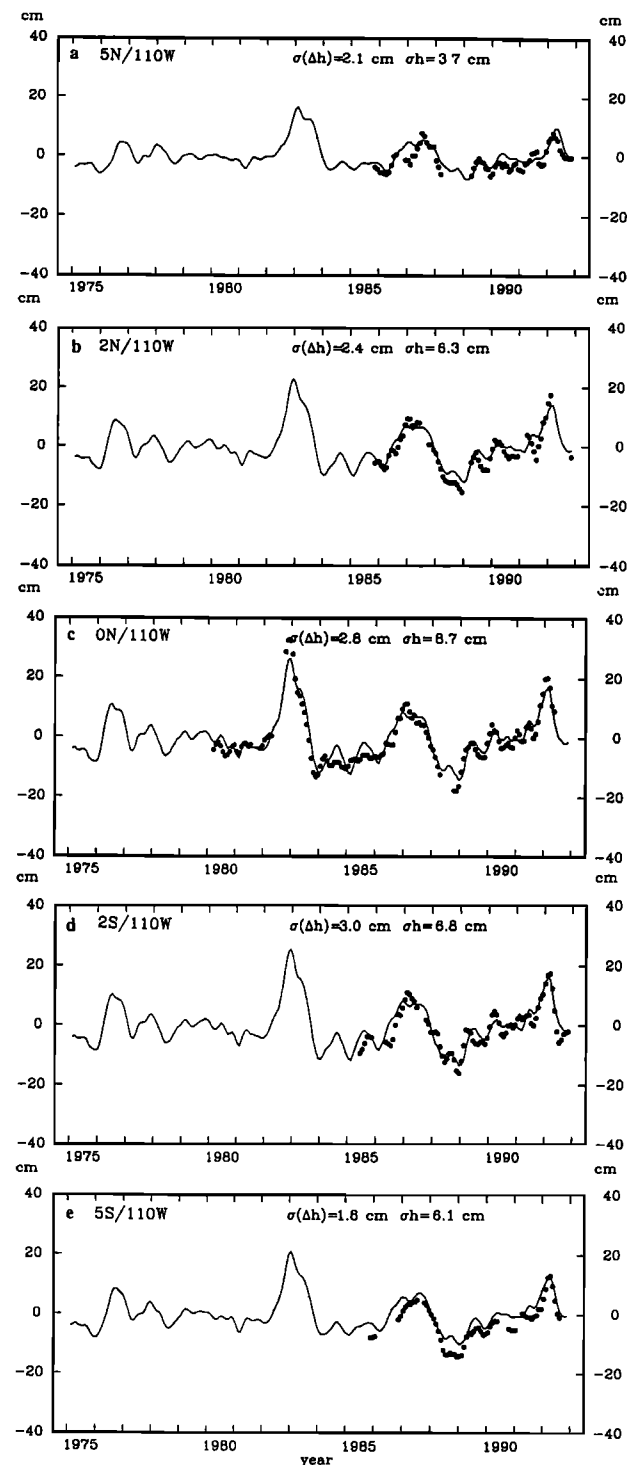 cm cm
40 40
a 5N/110W σ(Δh)=2.1 cm σh=3 7 cm
20 20
0 0
−20 −20
−40 −40
1975 1980 1985 1990
cm cm
40 40
b 2N/110W σ(Δh)=2.4 cm σh=6.3 cm
20 20
0 0
−20 −20
−40 −40
1975 1980 1985 1990
cm cm
40 40
c 0N/110W σ(Δh)=2.8 cm σh=8.7 cm
20 20
0 0
−20 −20
−40 −40
1975 1980 1985 1990
cm cm
40 40
d 2S/110W σ(Δh)=3.0 cm σh=6.8 cm
20 20
0 0
−20 −20
−40 −40
1975 1980 1985 1990
cm cm
40 40
e 5S/110W σ(Δh)=1.8 cm σh=6.1 cm
20 20
0 0
−20 −20
−40 −40
1975 1980 1985 1990
year